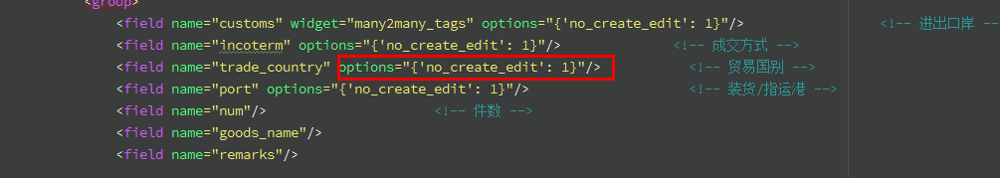 <group>
<field name="customs" widget="many2many_tags" options="{'no_create_edit': 1}"/> <!-- 进出口岸 -->
<field name="incoterm" options="{'no_create_edit': 1}"/> <!-- 成交方式 -->
<field name="trade_country" options="{'no_create_edit': 1}"/> <!-- 贸易国别 -->
<field name="port" options="{'no_create_edit': 1}"/> <!-- 装货/指运港 -->
<field name="num"/> <!-- 件数 -->
<field name="goods_name"/>
<field name="remarks"/>